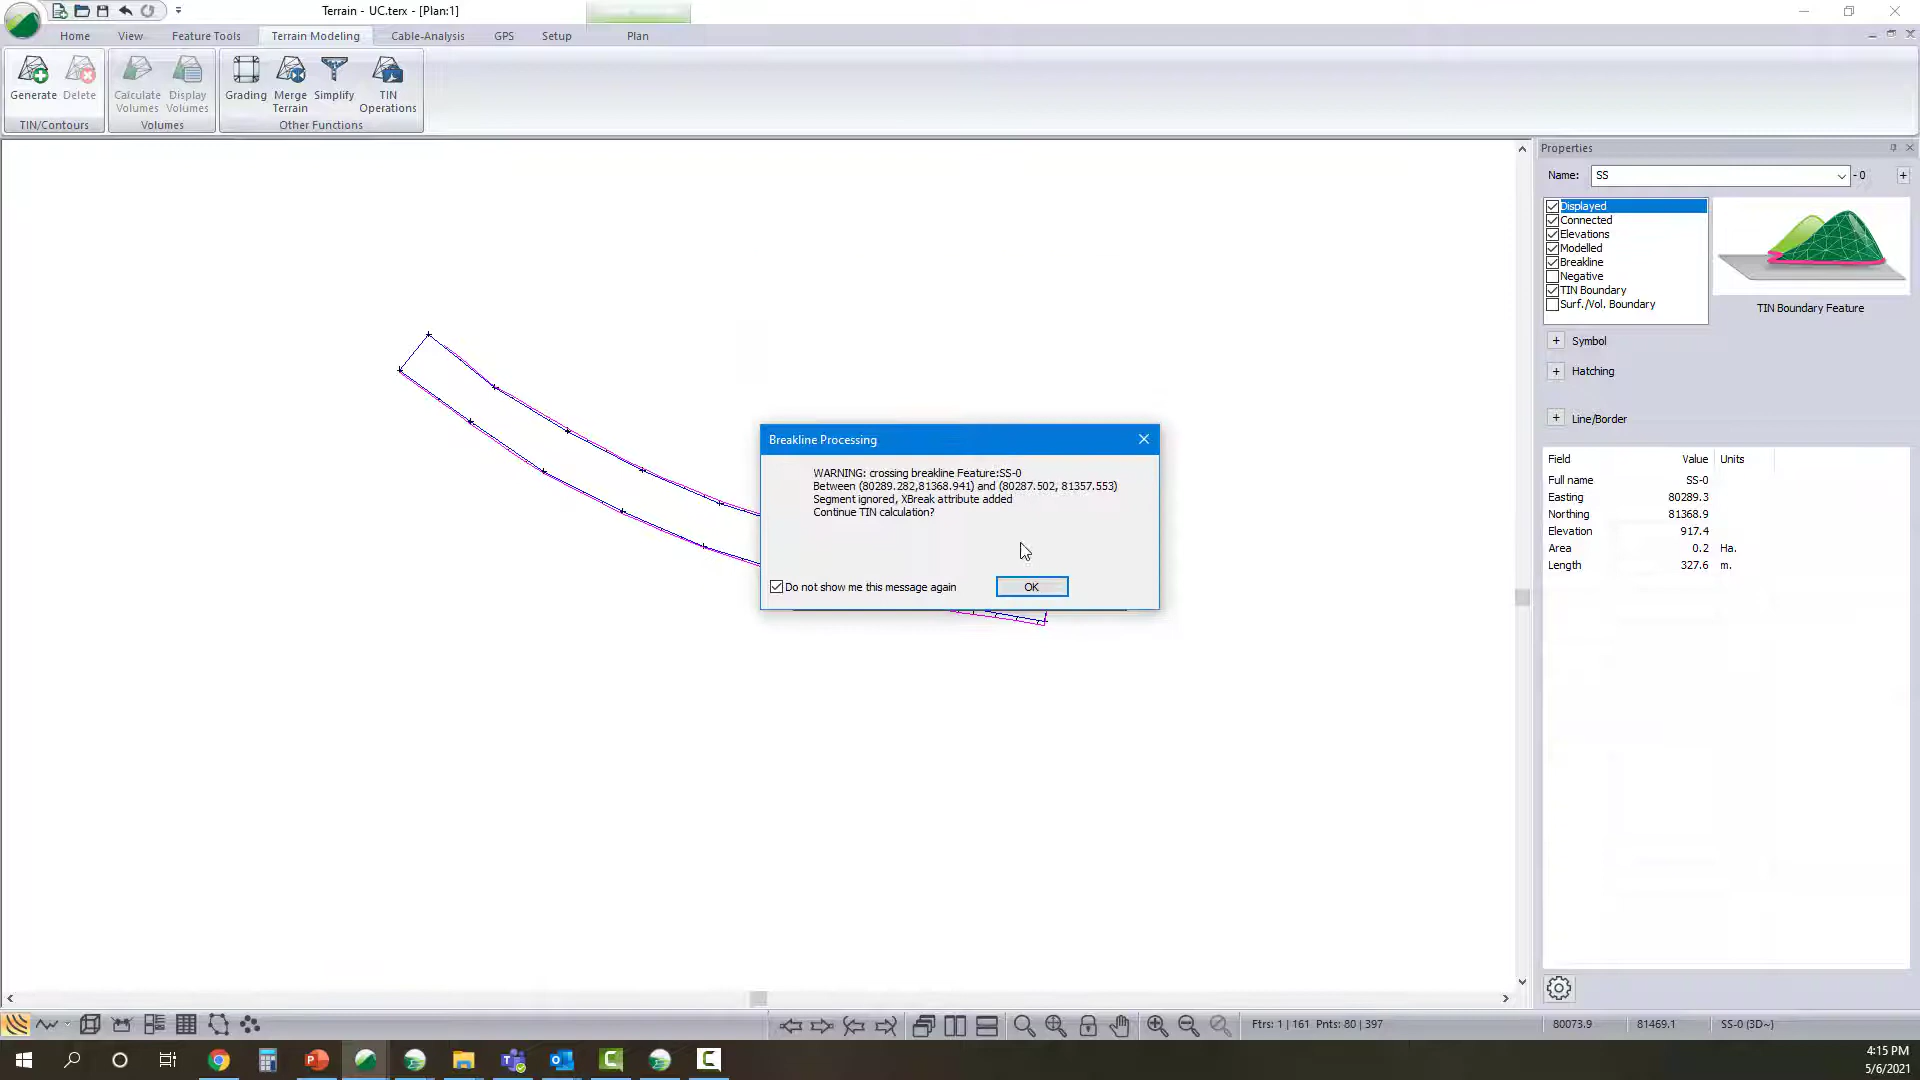 Terrain - UC.terx - [Plan:1]
Home View Feature Tools Terrain Modeling Cable-Analysis GPS Setup Plan
Generate Delete Calculate Volumes Display Volumes Grading Merge Terrain Simplify TIN Operations
TIN/Contours Volumes Other Functions
Properties
Name: SS - 0
Displayed
Connected
Elevations
Modelled
Breakline
Negative
TIN Boundary
Surf./Vol. Boundary
TIN Boundary Feature
Symbol
Hatching
Line/Border
Field Value Units
Full name SS-0
Easting 80289.3
Northing 81368.9
Elevation 917.4
Area 0.2 Ha.
Length 327.6 m.
Breakline Processing
WARNING: crossing breakline Feature:SS-0
Between (80289.282,81368.941) and (80287.502, 81357.553)
Segment ignored, XBreak attribute added
Continue TIN calculation?
Do not show me this message again
OK
Ftrs: 1 | 161 Pnts: 80 | 397
80073.9 81469.1 SS-0 (3D~)
4:15 PM
5/6/2021